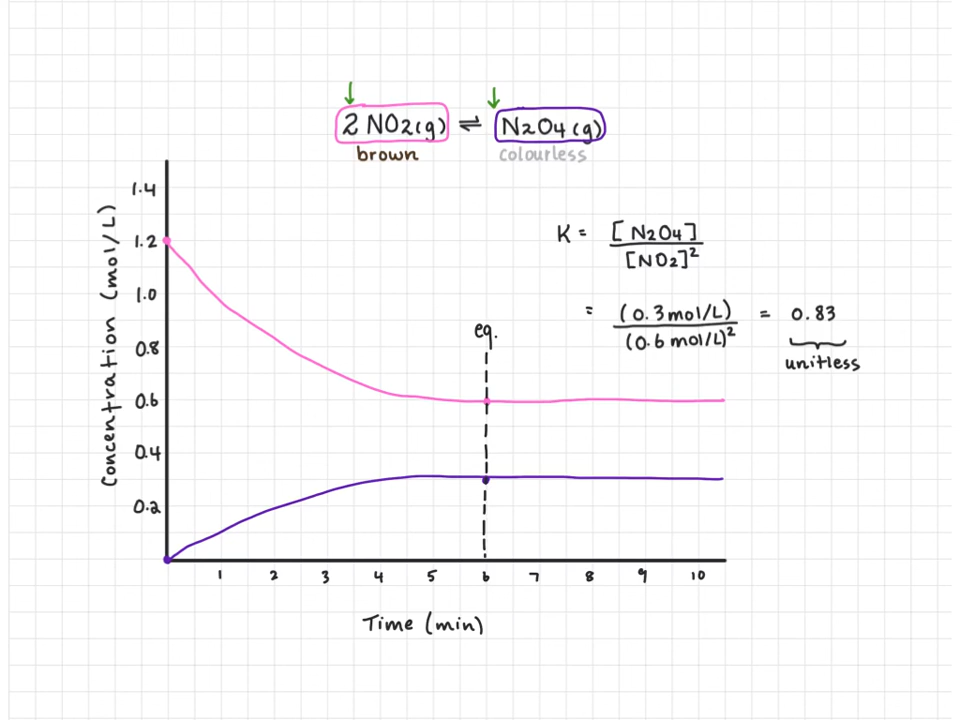 2 NO2(g) ⇌ N2O4(g)
brown colourless
Concentration (mol/L)
1.4
1.2
1.0
0.8
0.6
0.4
0.2
K = [N2O4]
[NO2]²
= (0.3 mol/L) = 0.83
(0.6 mol/L)²
unitless
eq.
1 2 3 4 5 6 7 8 9 10
Time (min)